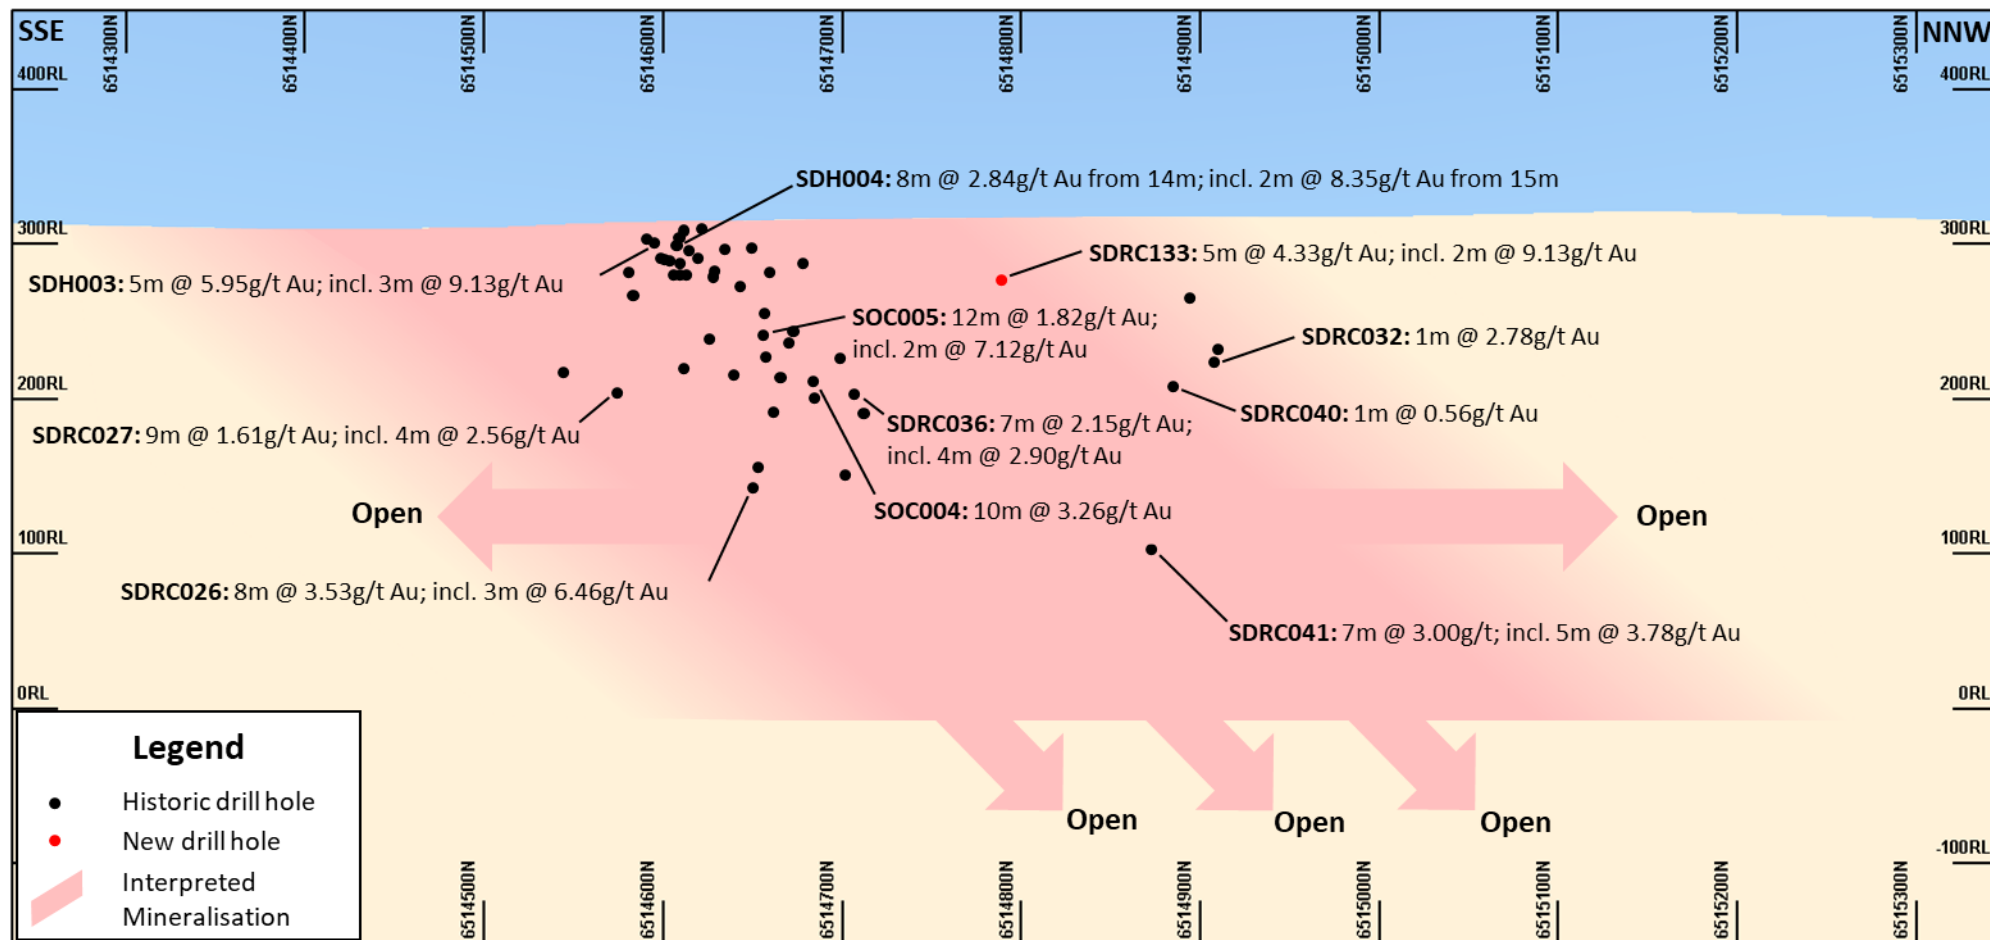 SSE
NNW
6514300N
6514400N
6514500N
6514600N
6514700N
6514800N
6514900N
6515000N
6515100N
6515200N
6515300N
400RL
400RL
SDH004: 8m @ 2.84g/t Au from 14m; incl. 2m @ 8.35g/t Au from 15m
300RL
300RL
SDRC133: 5m @ 4.33g/t Au; incl. 2m @ 9.13g/t Au
SDH003: 5m @ 5.95g/t Au; incl. 3m @ 9.13g/t Au
SOC005: 12m @ 1.82g/t Au;
incl. 2m @ 7.12g/t Au
SDRC032: 1m @ 2.78g/t Au
200RL
200RL
SDRC040: 1m @ 0.56g/t Au
SDRC036: 7m @ 2.15g/t Au;
incl. 4m @ 2.90g/t Au
SDRC027: 9m @ 1.61g/t Au; incl. 4m @ 2.56g/t Au
SOC004: 10m @ 3.26g/t Au
Open
Open
100RL
100RL
SDRC026: 8m @ 3.53g/t Au; incl. 3m @ 6.46g/t Au
SDRC041: 7m @ 3.00g/t; incl. 5m @ 3.78g/t Au
0RL
0RL
Open
Open
Open
-100RL
Legend
Historic drill hole
New drill hole
Interpreted
Mineralisation
6514500N
6514600N
6514700N
6514800N
6514900N
6515000N
6515100N
6515200N
6515300N